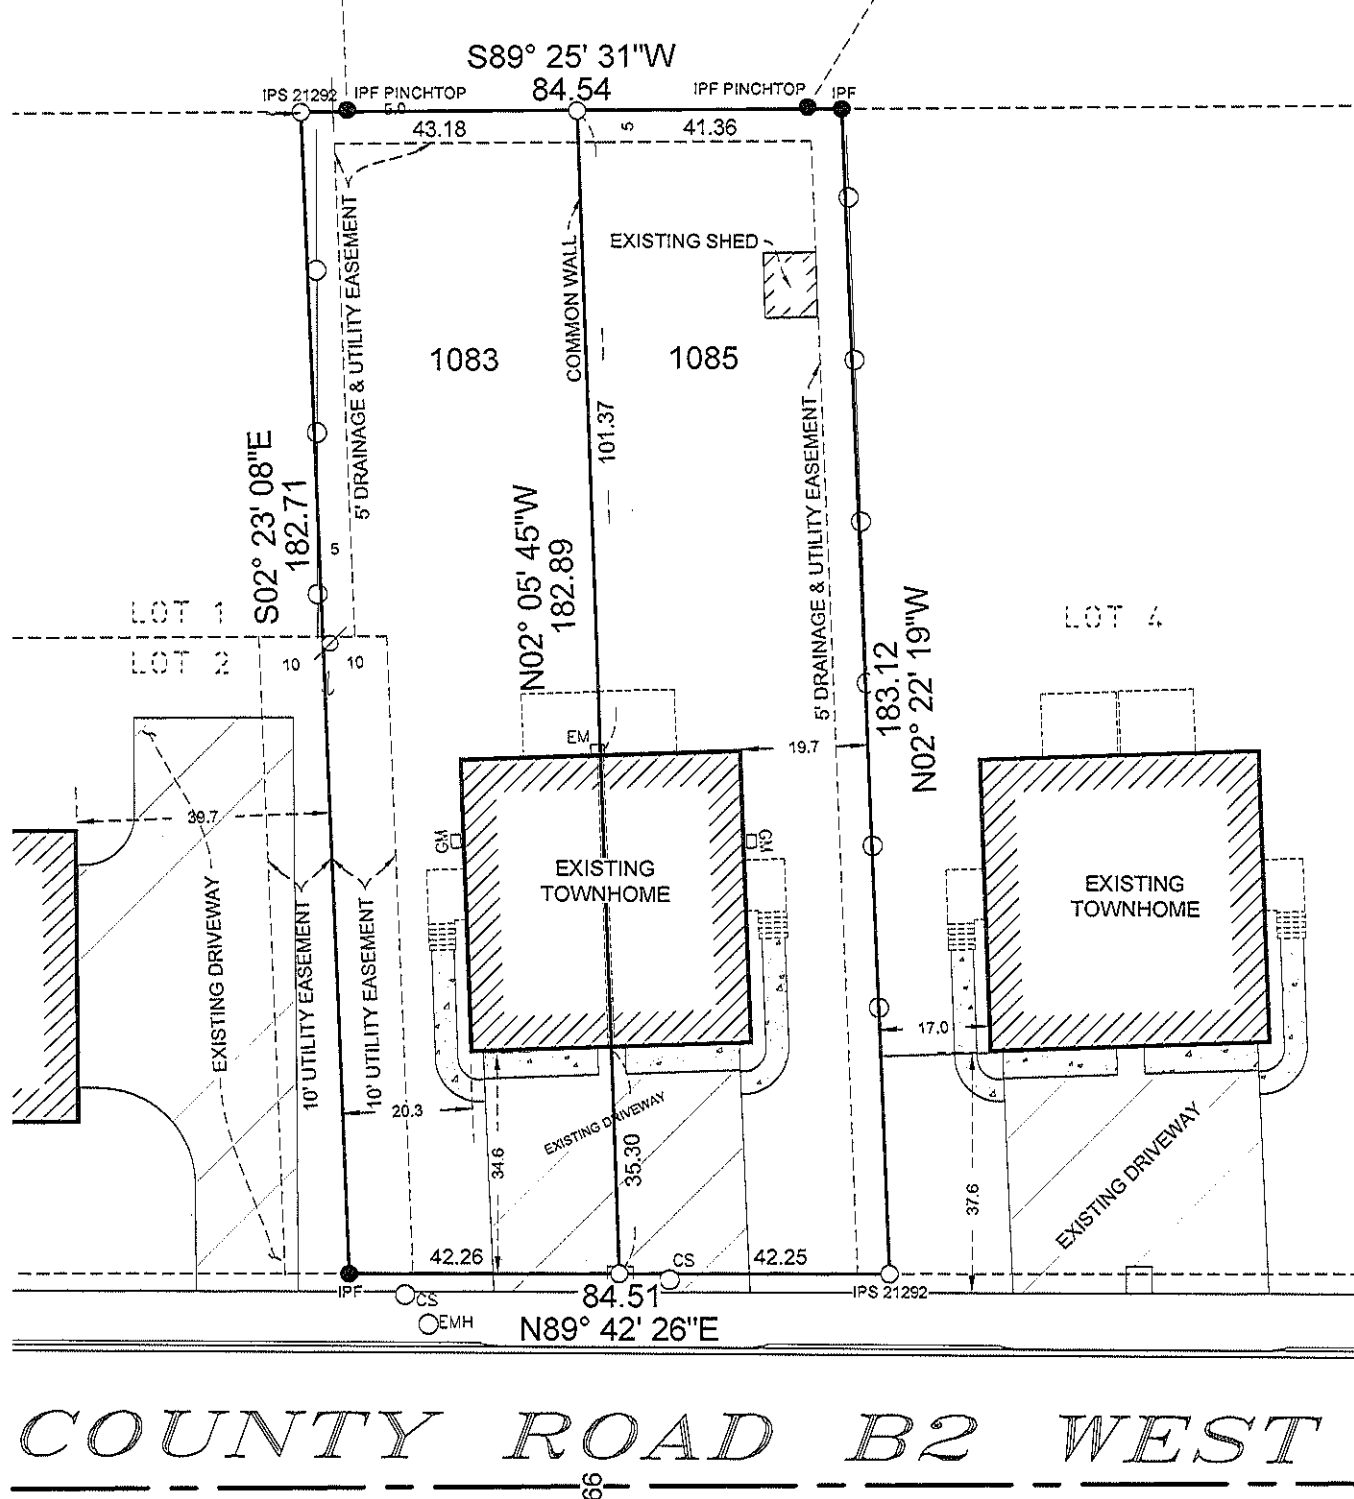 S89° 25' 31"W
84.54
IPS 21292
IPF PINCHTOP
5.0
IPF PINCHTOP
IPF
43.18
5
41.36
5' DRAINAGE & UTILITY EASEMENT
COMMON WALL
EXISTING SHED
1083
1085
101.37
S02° 23' 08"E
182.71
5
N02° 05' 45"W
182.89
5' DRAINAGE & UTILITY EASEMENT
183.12
N02° 22' 19"W
LOT 1
LOT 2
10
10
LOT 4
EM
19.7
39.7
GM
GM
EXISTING
TOWNHOME
EXISTING
TOWNHOME
EXISTING DRIVEWAY
10' UTILITY EASEMENT
10' UTILITY EASEMENT
17.0
20.3
34.6
EXISTING DRIVEWAY
35.30
37.6
EXISTING DRIVEWAY
42.26
CS
42.25
IPF
CS
84.51
IPS 21292
EMH
N89° 42' 26"E
COUNTY ROAD B2 WEST
66